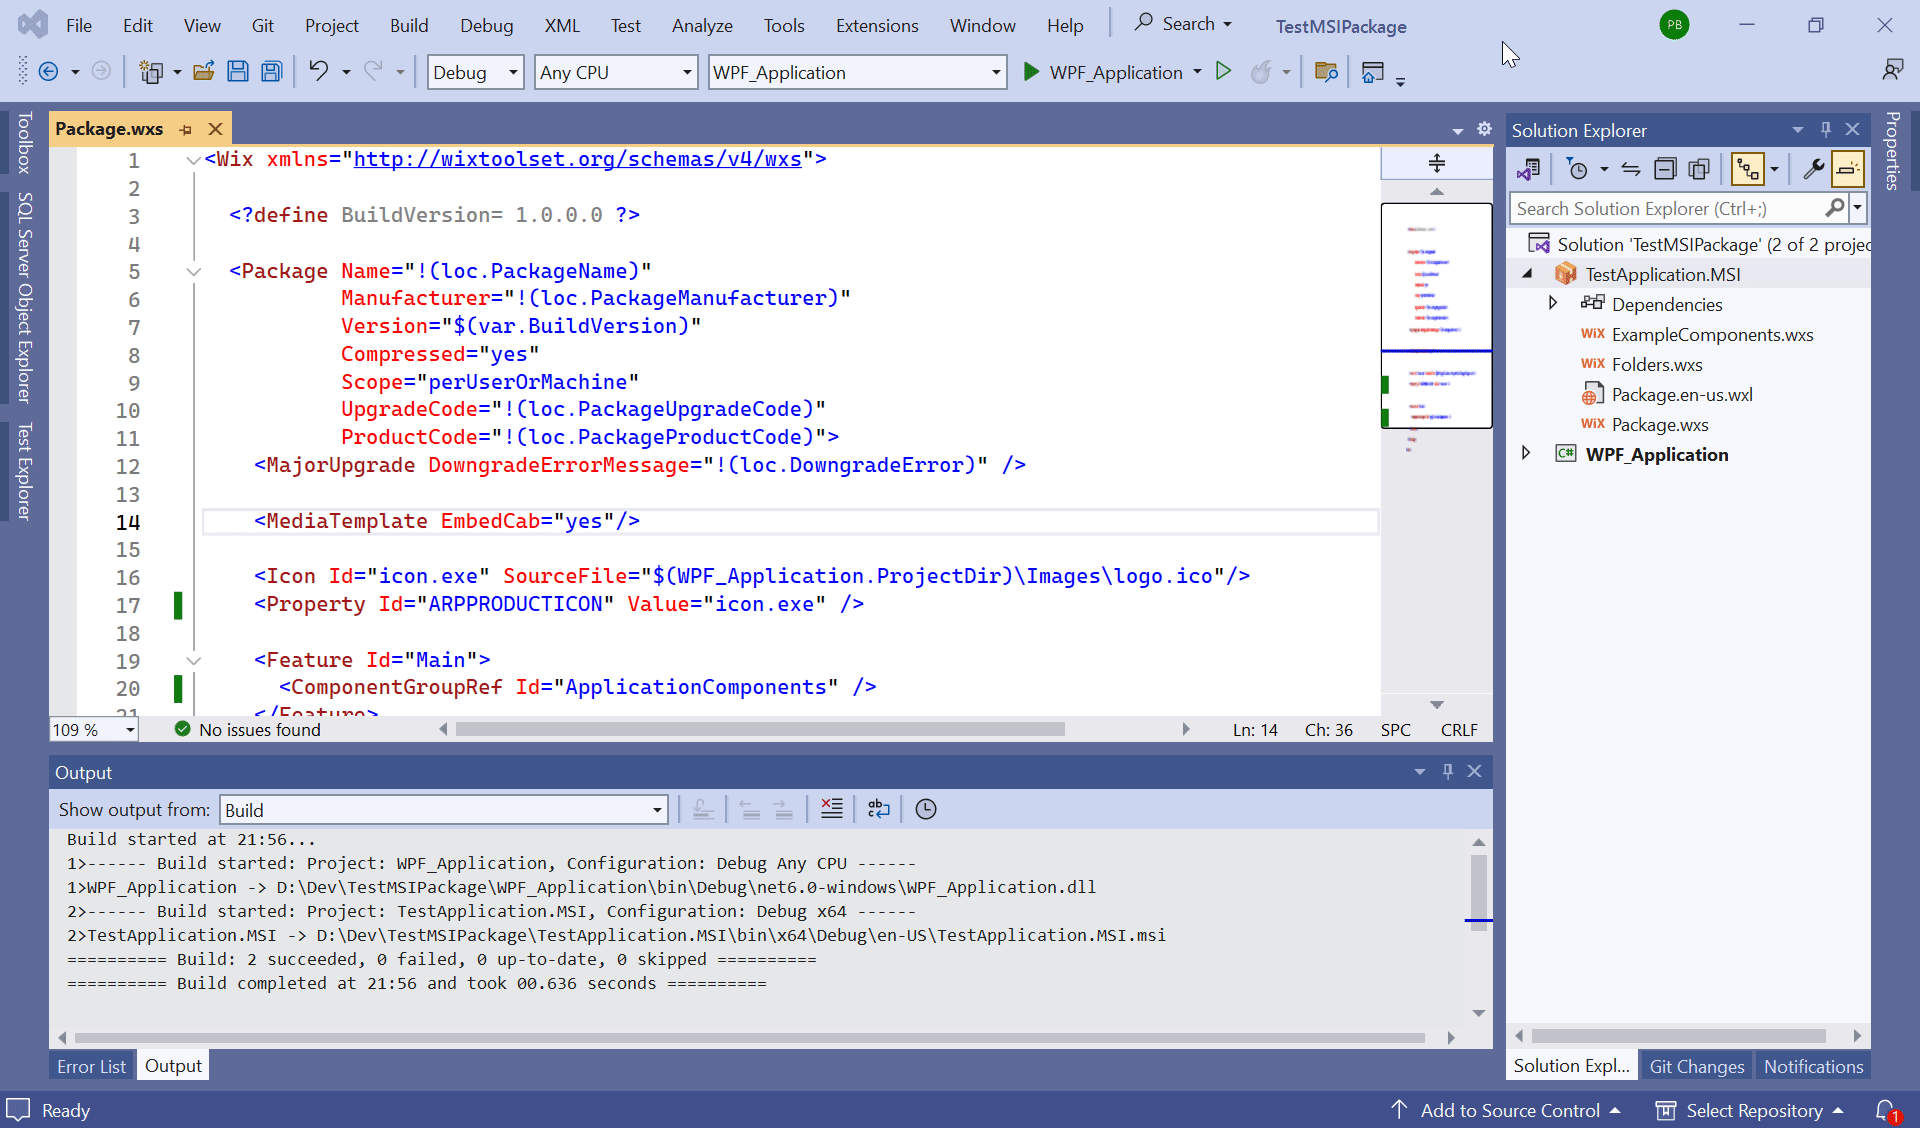 File Edit View Git Project Build Debug XML Test Analyze Tools Extensions Window Help Search TestMSIPackage PB
Debug Any CPU WPF_Application WPF_Application
Toolbox
SQL Server Object Explorer
Test Explorer
Package.wxs
1 <Wix xmlns="http://wixtoolset.org/schemas/v4/wxs">
2
3 <?define BuildVersion= 1.0.0.0 ?>
4
5 <Package Name="!(loc.PackageName)"
6 Manufacturer="!(loc.PackageManufacturer)"
7 Version="$(var.BuildVersion)"
8 Compressed="yes"
9 Scope="perUserOrMachine"
10 UpgradeCode="!(loc.PackageUpgradeCode)"
11 ProductCode="!(loc.PackageProductCode)">
12 <MajorUpgrade DowngradeErrorMessage="!(loc.DowngradeError)" />
13
14 <MediaTemplate EmbedCab="yes"/>
15
16 <Icon Id="icon.exe" SourceFile="$(WPF_Application.ProjectDir)\Images\logo.ico"/>
17 <Property Id="ARPPRODUCTICON" Value="icon.exe" />
18
19 <Feature Id="Main">
20 <ComponentGroupRef Id="ApplicationComponents" />
21 </Feature>
109 % No issues found Ln: 14 Ch: 36 SPC CRLF
Output
Show output from: Build
Build started at 21:56...
1>------ Build started: Project: WPF_Application, Configuration: Debug Any CPU ------
1>WPF_Application -> D:\Dev\TestMSIPackage\WPF_Application\bin\Debug\net6.0-windows\WPF_Application.dll
2>------ Build started: Project: TestApplication.MSI, Configuration: Debug x64 ------
2>TestApplication.MSI -> D:\Dev\TestMSIPackage\TestApplication.MSI\bin\x64\Debug\en-US\TestApplication.MSI.msi
========== Build: 2 succeeded, 0 failed, 0 up-to-date, 0 skipped ==========
========== Build completed at 21:56 and took 00.636 seconds ==========
Error List Output
Solution Explorer
Search Solution Explorer (Ctrl+;)
Solution 'TestMSIPackage' (2 of 2 projec
TestApplication.MSI
Dependencies
WiX ExampleComponents.wxs
WiX Folders.wxs
Package.en-us.wxl
WiX Package.wxs
C# WPF_Application
Solution Expl... Git Changes Notifications
Properties
Ready Add to Source Control Select Repository 1